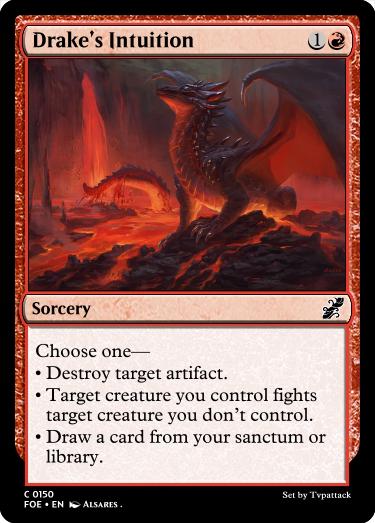 Drake's Intuition 1
Sorcery
Choose one—
• Destroy target artifact.
• Target creature you control fights
target creature you don't control.
• Draw a card from your sanctum or
library.
C 0150
FOE • EN ALSARES .
Set by Tvpattack